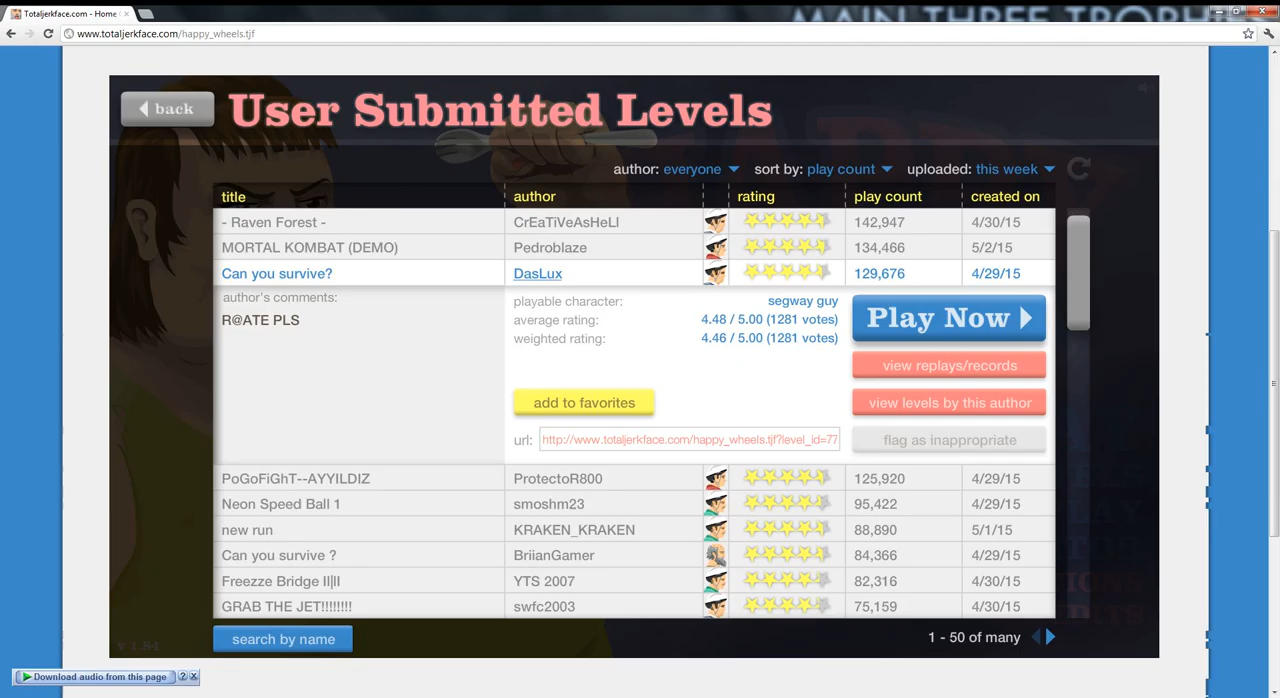 Totaljerkface.com - Home
MAIN THREE TROPHIES
www.totaljerkface.com/happy_wheels.tjf
back
User Submitted Levels
author: everyone sort by: play count uploaded: this week
title author rating play count created on
- Raven Forest - CrEaTiVeAsHeLl 142,947 4/30/15
MORTAL KOMBAT (DEMO) Pedroblaze 134,466 5/2/15
Can you survive? DasLux 129,676 4/29/15
author's comments:
R@ATE PLS
playable character: segway guy
average rating: 4.48 / 5.00 (1281 votes)
weighted rating: 4.46 / 5.00 (1281 votes)
Play Now
view replays/records
add to favorites
view levels by this author
url: http://www.totaljerkface.com/happy_wheels.tjf?level_id=77
flag as inappropriate
PoGoFiGhT--AYYILDIZ ProtectoR800 125,920 4/29/15
Neon Speed Ball 1 smoshm23 95,422 4/29/15
new run KRAKEN_KRAKEN 88,890 5/1/15
Can you survive ? BriianGamer 84,366 4/29/15
Freezze Bridge II|II YTS 2007 82,316 4/30/15
GRAB THE JET!!!!!!!! swfc2003 75,159 4/30/15
search by name
1 - 50 of many
v 1.84
Download audio from this page ? X